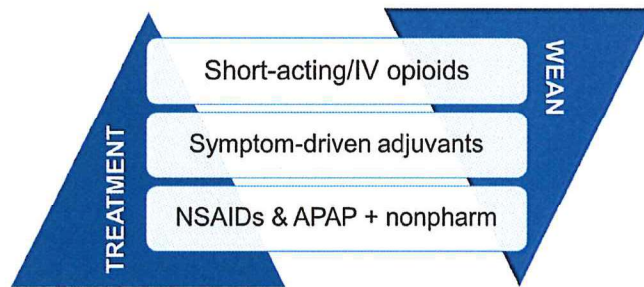 Short-acting/IV opioids
Symptom-driven adjuvants
NSAIDs & APAP + nonpharm
TREATMENT
WEAN